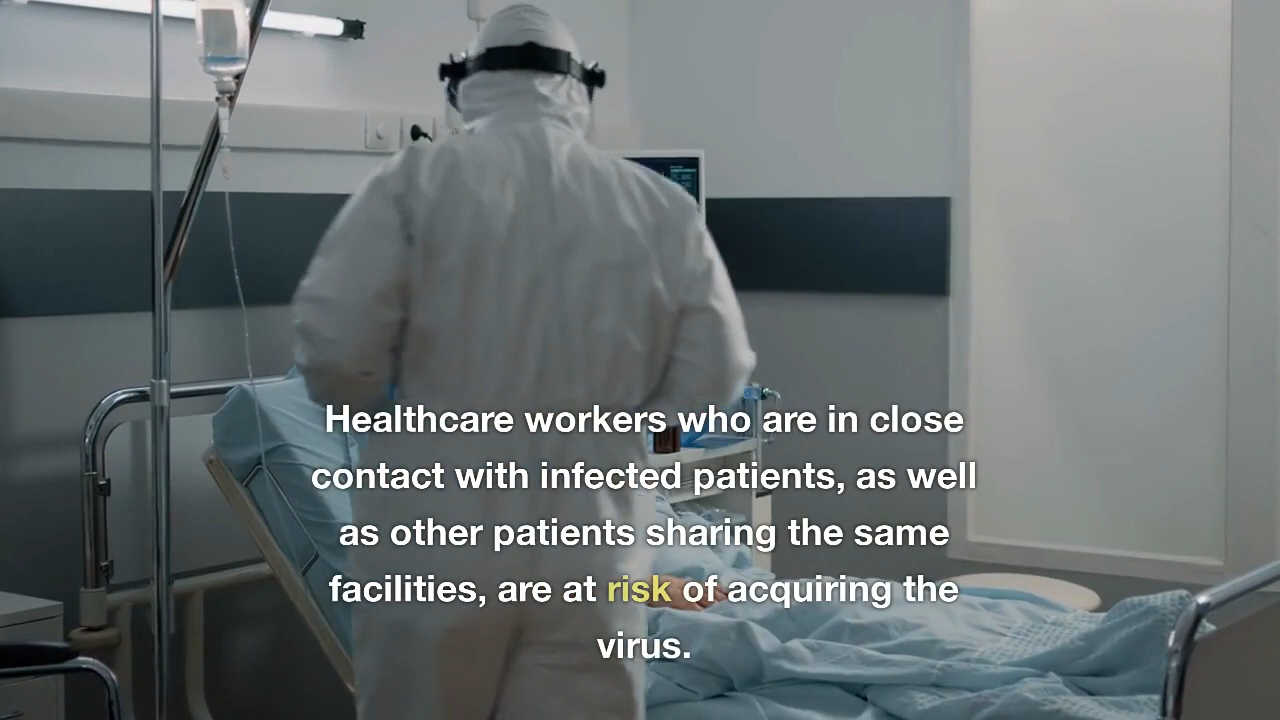 Healthcare workers who are in close
contact with infected patients, as well
as other patients sharing the same
facilities, are at risk of acquiring the
virus.